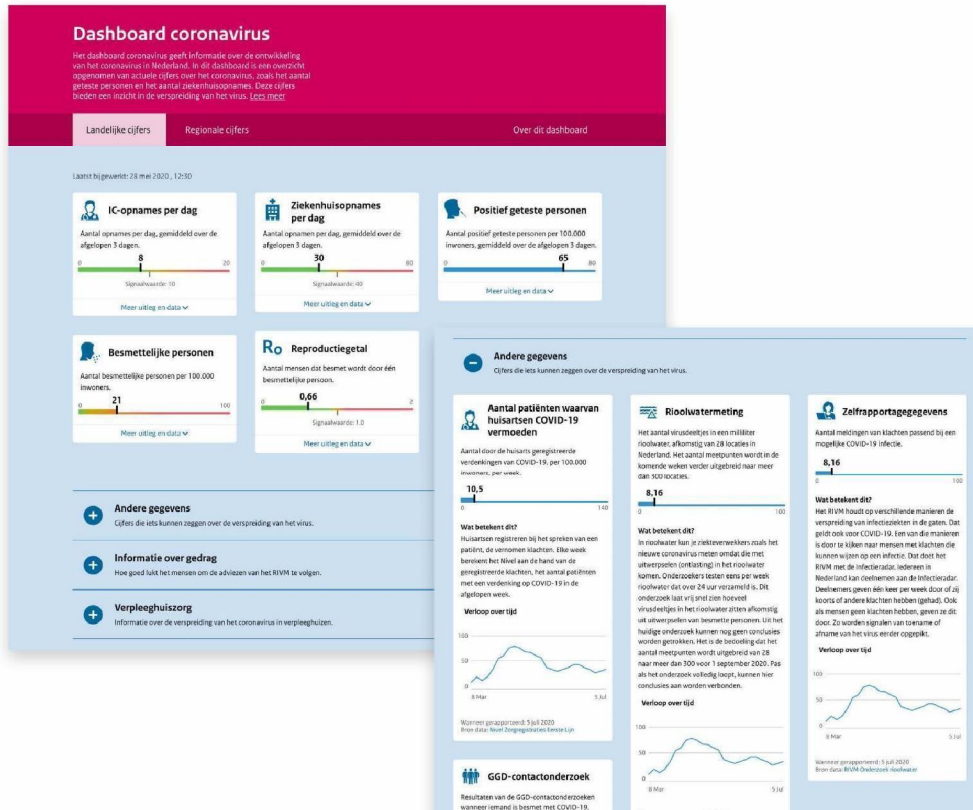 Dashboard coronavirus
Het dashboard coronavirus geeft informatie over de ontwikkeling
van het coronavirus in Nederland. In dit dashboard is een overzicht
opgenomen van actuele cijfers over het coronavirus, zoals het aantal
geteste personen en het aantal ziekenhuisopnames. Deze cijfers
bieden een inzicht in de verspreiding van het virus. Lees meer
Landelijke cijfers
Regionale cijfers
Over dit dashboard
Laatst bijgewerkt: 28 mei 2020, 12:30
IC-opnames per dag
Aantal opnames per dag, gemiddeld over de
afgelopen 3 dagen.
8
0 20
Signaalwaarde: 10
Meer uitleg en data
Ziekenhuisopnames
per dag
Aantal opnamen per dag, gemiddeld over de
afgelopen 3 dagen.
30
0 80
Signaalwaarde: 40
Meer uitleg en data
Positief geteste personen
Aantal positief geteste personen per 100.000
inwoners, gemiddeld over de afgelopen 3 dagen.
65
0 80
Meer uitleg en data
Besmettelijke personen
Aantal besmettelijke personen per 100.000
inwoners.
21
0 100
Meer uitleg en data
Ro Reproductiegetal
Aantal mensen dat besmet wordt door één
besmettelijke persoon.
0,66
0 2
Signaalwaarde: 1.0
Meer uitleg en data
Andere gegevens
Cijfers die iets kunnen zeggen over de verspreiding van het virus.
Informatie over gedrag
Hoe goed lukt het mensen om de adviezen van het RIVM te volgen.
Verpleeghuiszorg
Informatie over de verspreiding van het coronavirus in verpleeghuizen.
Andere gegevens
Cijfers die iets kunnen zeggen over de verspreiding van het virus.
Aantal patiënten waarvan
huisartsen COVID-19
vermoeden
Aantal door de huisarts geregistreerde
verdenkingen van COVID-19, per 100.000
inwoners, per week.
10,5
0 140
Wat betekent dit?
Huisartsen registreren bij het spreken van een
patiënt, de vernomen klachten. Elke week
berekent het Nivel aan de hand van de
geregistreerde klachten, het aantal patiënten
met een verdenking op COVID-19 in de
afgelopen week.
Verloop over tijd
100
50
0
8 Mar 5 Jul
Wanneer gerapporteerd: 5 juli 2020
Bron data: Nivel Zorgregistraties Eerste Lijn
GGD-contactonderzoek
Resultaten van de GGD-contactonderzoeken
wanneer iemand is besmet met COVID-19.
Rioolwatermeting
Het aantal virusdeeltjes in een milliliter
rioolwater, afkomstig van 28 locaties in
Nederland. Het aantal meetpunten wordt in de
komende weken verder uitgebreid naar meer
dan 300 locaties.
8,16
0 100
Wat betekent dit?
In rioolwater kun je ziekteverwekkers zoals het
nieuwe coronavirus meten omdat die met
uitwerpselen (ontlasting) in het rioolwater
komen. Onderzoekers testen eens per week
rioolwater dat over 24 uur verzameld is. Dit
onderzoek laat vrij snel zien hoeveel
virusdeeltjes in het rioolwater zitten afkomstig
uit uitwerpselen van besmette personen. Uit het
huidige onderzoek kunnen nog geen conclusies
worden getrokken. Het is de bedoeling dat het
aantal meetpunten wordt uitgebreid van 28
naar meer dan 300 voor 1 september 2020. Pas
als het onderzoek volledig loopt, kunnen hier
conclusies aan worden verbonden.
Verloop over tijd
100
50
0
8 Mar 5 Jul
Zelfrapportagegegevens
Aantal meldingen van klachten passend bij een
mogelijke COVID-19 infectie.
8,16
0 100
Wat betekent dit?
Het RIVM houdt op verschillende manieren de
verspreiding van infectieziekten in de gaten. Dat
geldt ook voor COVID-19. Een van die manieren
is door te kijken naar mensen met klachten die
kunnen wijzen op een infectie. Dat doet het
RIVM met de Infectieradar. Iedereen in
Nederland kan deelnemen aan de Infectieradar.
Deelnemers geven één keer per week door of zij
koorts of andere klachten hebben (gehad). Ook
als mensen geen klachten hebben, geven ze dit
door. Zo worden signalen van toename of
afname van het virus eerder opgepikt.
Verloop over tijd
100
50
0
8 Mar 5 Jul
Wanneer gerapporteerd: 5 juli 2020
Bron data: RIVM Onderzoek rioolwater